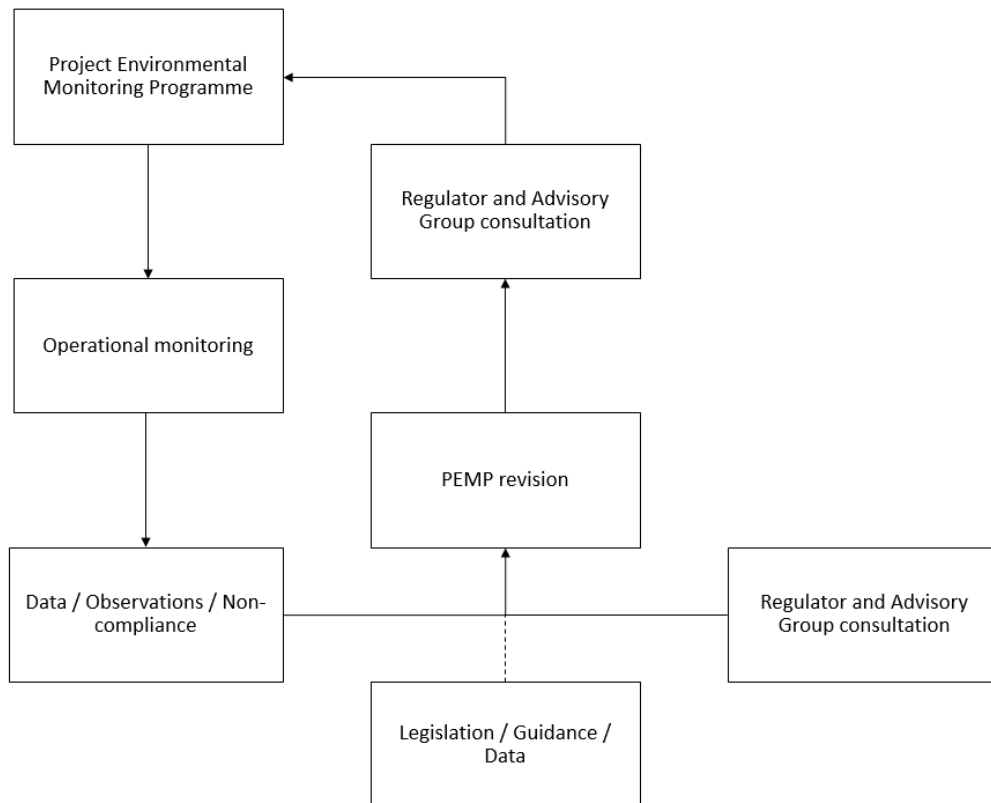 Project Environmental
Monitoring Programme
Regulator and Advisory
Group consultation
Operational monitoring
PEMP revision
Data / Observations / Non-
compliance
Regulator and Advisory
Group consultation
Legislation / Guidance /
Data